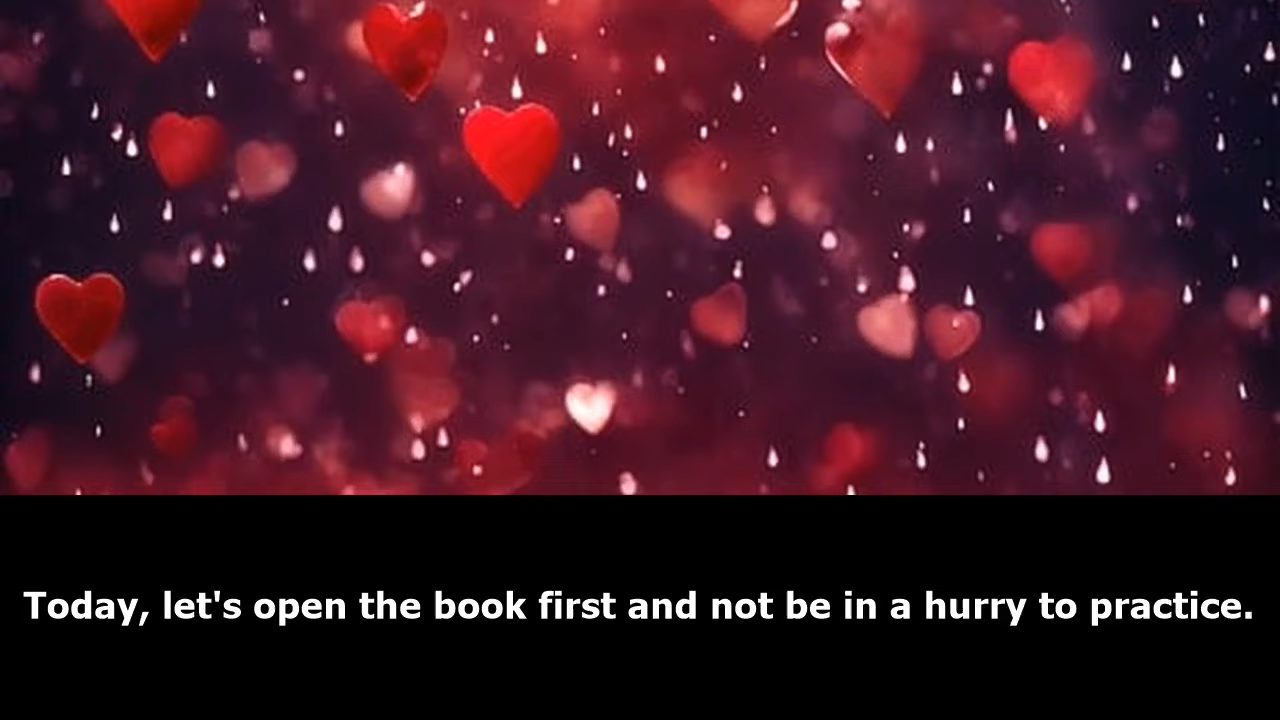 Today, let's open the book first and not be in a hurry to practice.